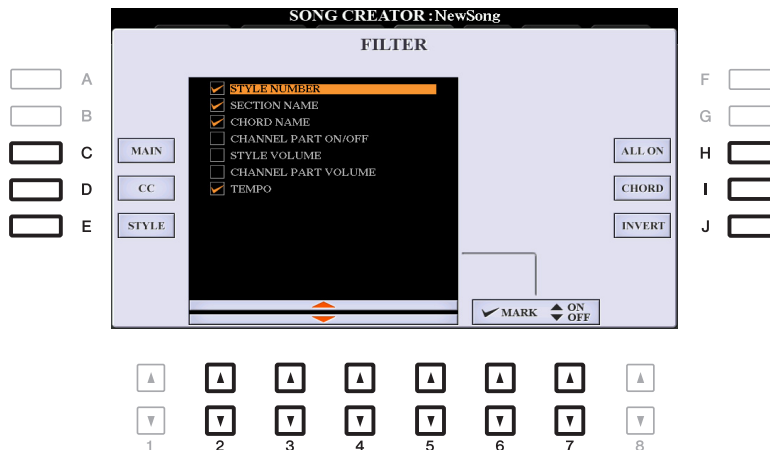 SONG CREATOR : NewSong
FILTER
A
B
C
D
E
F
G
H
I
J
MAIN
CC
STYLE
STYLE NUMBER
SECTION NAME
CHORD NAME
CHANNEL PART ON/OFF
STYLE VOLUME
CHANNEL PART VOLUME
TEMPO
ALL ON
CHORD
INVERT
MARK ON
OFF
1 2 3 4 5 6 7 8